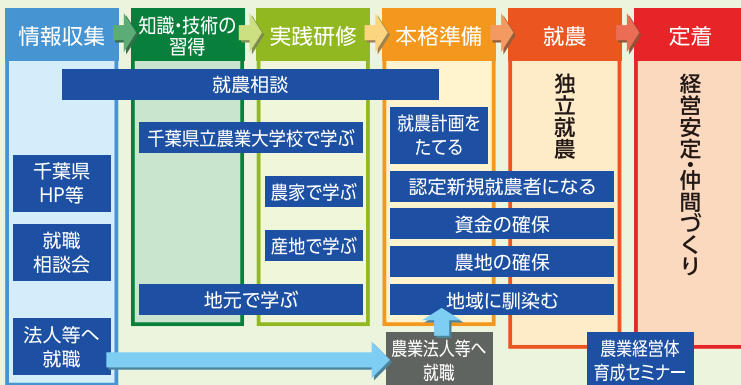 情報収集
知識・技術の
習得
実践研修
本格準備
就農
定着
就農相談
千葉県立農業大学校で学ぶ
就農計画を
たてる
独立就農
経営安定・仲間づくり
千葉県
HP等
農家で学ぶ
認定新規就農者になる
就職
相談会
産地で学ぶ
資金の確保
農地の確保
地元で学ぶ
地域に馴染む
法人等へ
就職
農業法人等へ
就職
農業経営体
育成セミナー